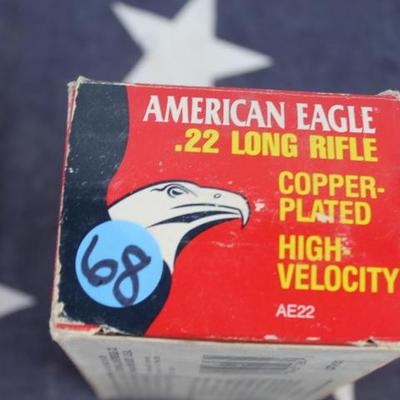 AMERICAN EAGLE
.22 LONG RIFLE
COPPER-
PLATED
HIGH-
VELOCITY
AE22
68